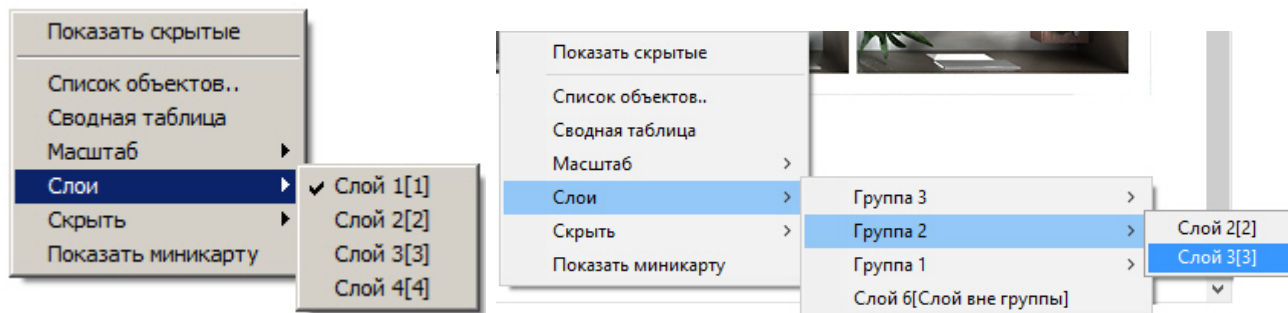 Показать скрытые
Список объектов..
Сводная таблица
Масштаб
Слои
Скрыть
Показать миникарту
Слой 1[1]
Слой 2[2]
Слой 3[3]
Слой 4[4]
Показать скрытые
Список объектов..
Сводная таблица
Масштаб
Слои
Скрыть
Показать миникарту
Группа 3
Группа 2
Группа 1
Слой 6[Слой вне группы]
Слой 2[2]
Слой 3[3]